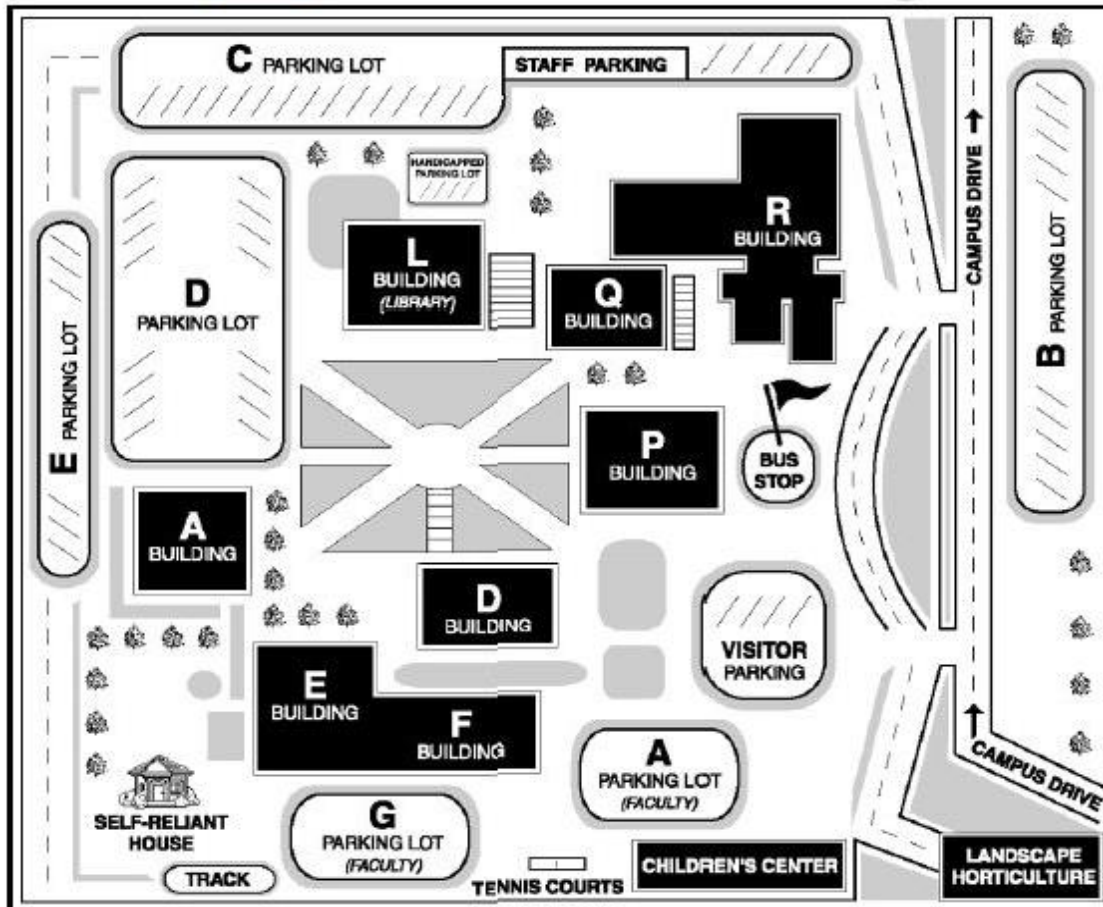 C PARKING LOT
STAFF PARKING
HANDICAPPED
PARKING LOT
CAMPUS DRIVE
B PARKING LOT
R
BUILDING
L
BUILDING
(LIBRARY)
Q
BUILDING
D
PARKING LOT
E PARKING LOT
P
BUILDING
BUS
STOP
A
BUILDING
D
BUILDING
VISITOR
PARKING
E
BUILDING
F
BUILDING
A
PARKING LOT
(FACULTY)
CAMPUS DRIVE
SELF-RELIANT
HOUSE
G
PARKING LOT
(FACULTY)
TRACK
TENNIS COURTS
CHILDREN'S CENTER
LANDSCAPE
HORTICULTURE